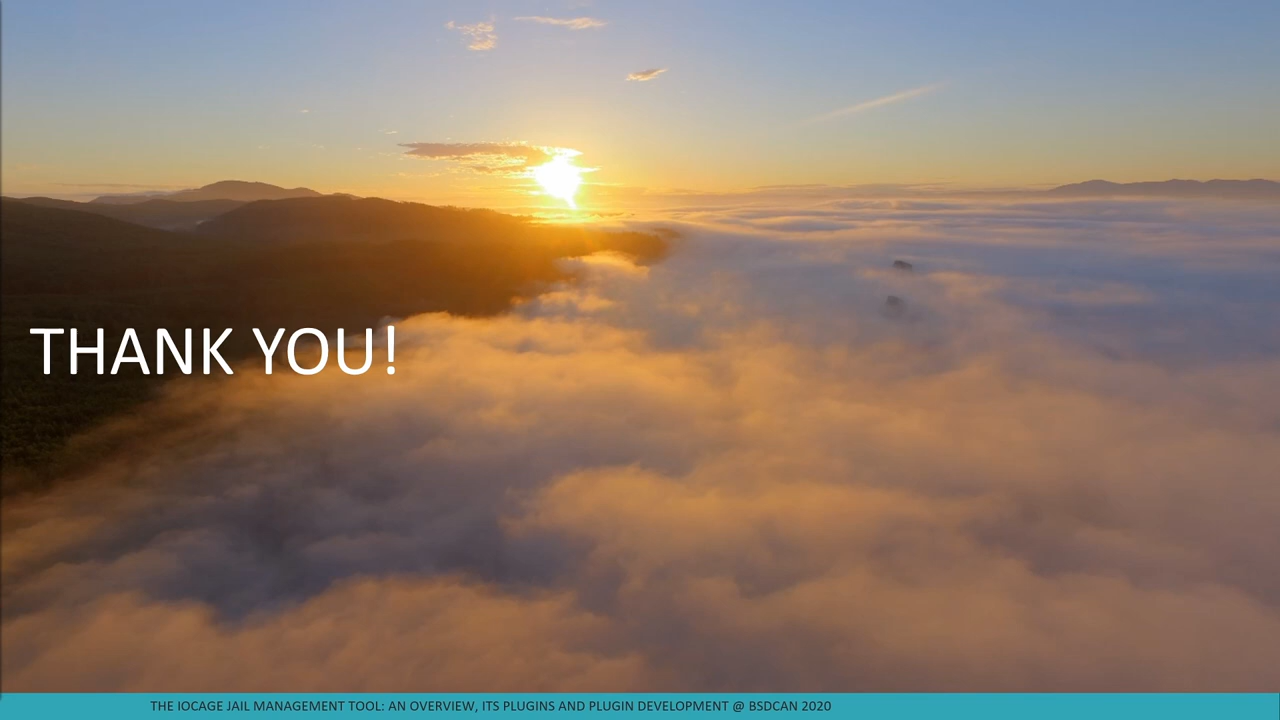 THANK YOU!
THE IOCAGE JAIL MANAGEMENT TOOL: AN OVERVIEW, ITS PLUGINS AND PLUGIN DEVELOPMENT @ BSDCAN 2020